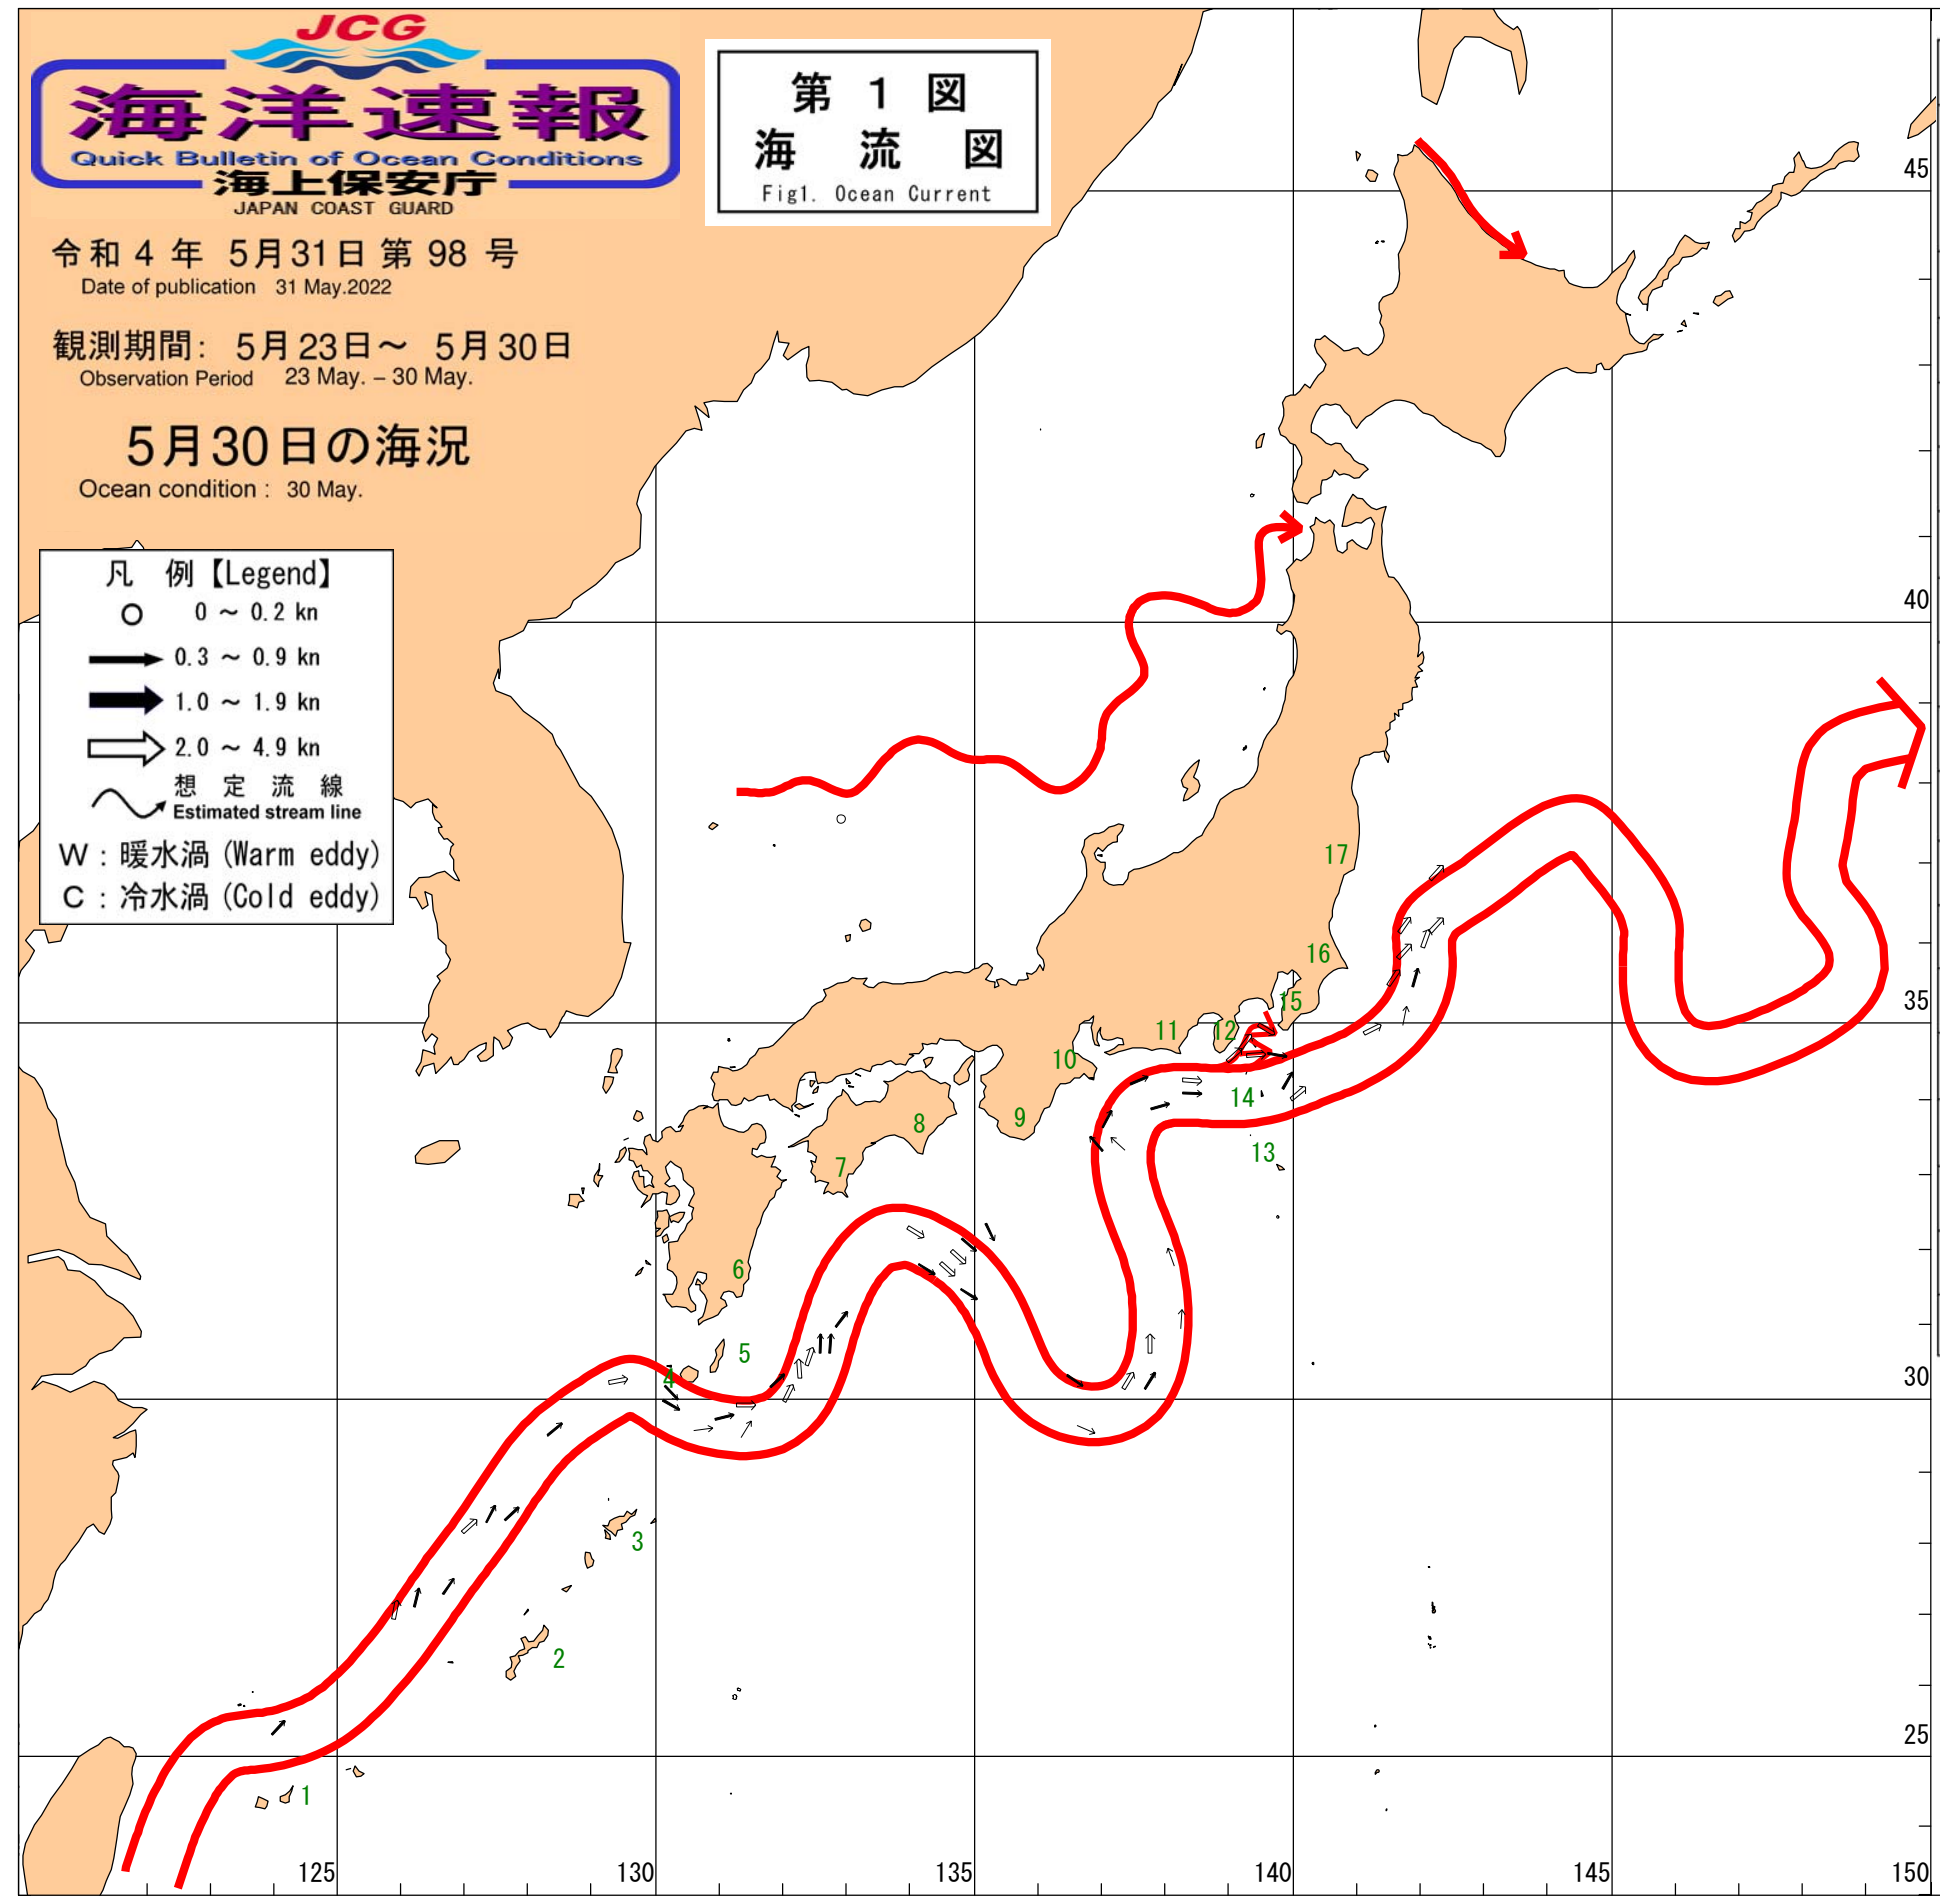 JCG
海洋速報
Quick Bulletin of Ocean Conditions
海上保安庁
JAPAN COAST GUARD
第 1 図
海 流 図
Fig1. Ocean Current
令和 4 年 5月31日 第 98 号
Date of publication 31 May.2022
観測期間: 5月23日～ 5月30日
Observation Period 23 May. – 30 May.
5月30日の海況
Ocean condition : 30 May.
凡 例【Legend】
0 ～ 0.2 kn
0.3 ～ 0.9 kn
1.0 ～ 1.9 kn
2.0 ～ 4.9 kn
想 定 流 線
Estimated stream line
W : 暖水渦 (Warm eddy)
C : 冷水渦 (Cold eddy)
45
40
35
30
25
17
16
15
12
11
10
14
9
8
13
7
6
5
4
3
2
1
125
130
135
140
145
150